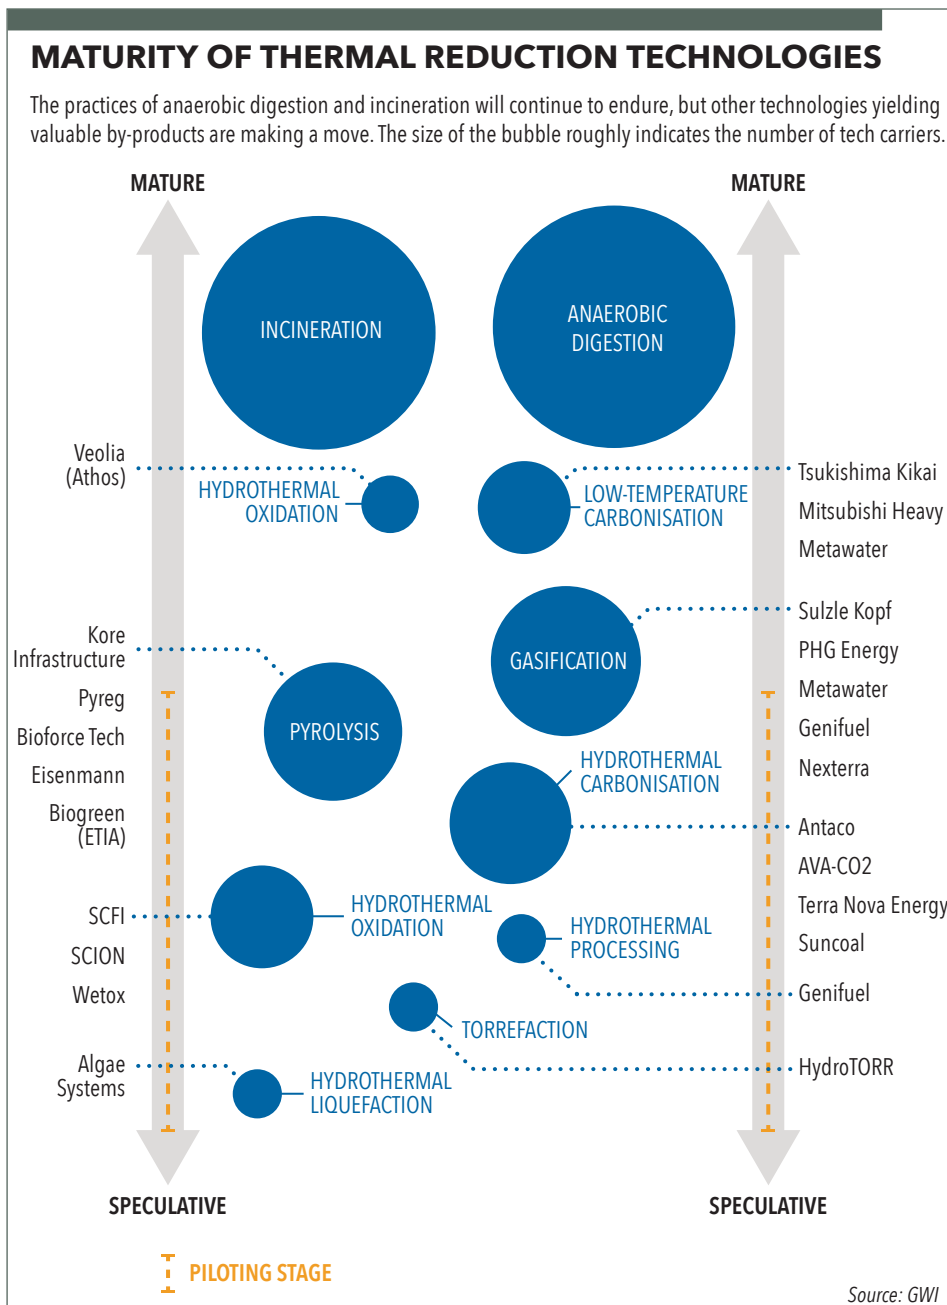 MATURITY OF THERMAL REDUCTION TECHNOLOGIES
The practices of anaerobic digestion and incineration will continue to endure, but other technologies yielding
valuable by-products are making a move. The size of the bubble roughly indicates the number of tech carriers.
MATURE
MATURE
INCINERATION
ANAEROBIC
DIGESTION
Veolia
(Athos)
HYDROTHERMAL
OXIDATION
LOW-TEMPERATURE
CARBONISATION
Tsukishima Kikai
Mitsubishi Heavy
Metawater
Kore
Infrastructure
Pyreg
Bioforce Tech
Eisenmann
Biogreen
(ETIA)
PYROLYSIS
GASIFICATION
Sulzle Kopf
PHG Energy
Metawater
Genifuel
Nexterra
HYDROTHERMAL
CARBONISATION
Antaco
AVA-CO2
Terra Nova Energy
Suncoal
SCFI
SCION
Wetox
HYDROTHERMAL
OXIDATION
HYDROTHERMAL
PROCESSING
Genifuel
TORREFACTION
HydroTORR
Algae
Systems
HYDROTHERMAL
LIQUEFACTION
SPECULATIVE
SPECULATIVE
PILOTING STAGE
Source: GWI